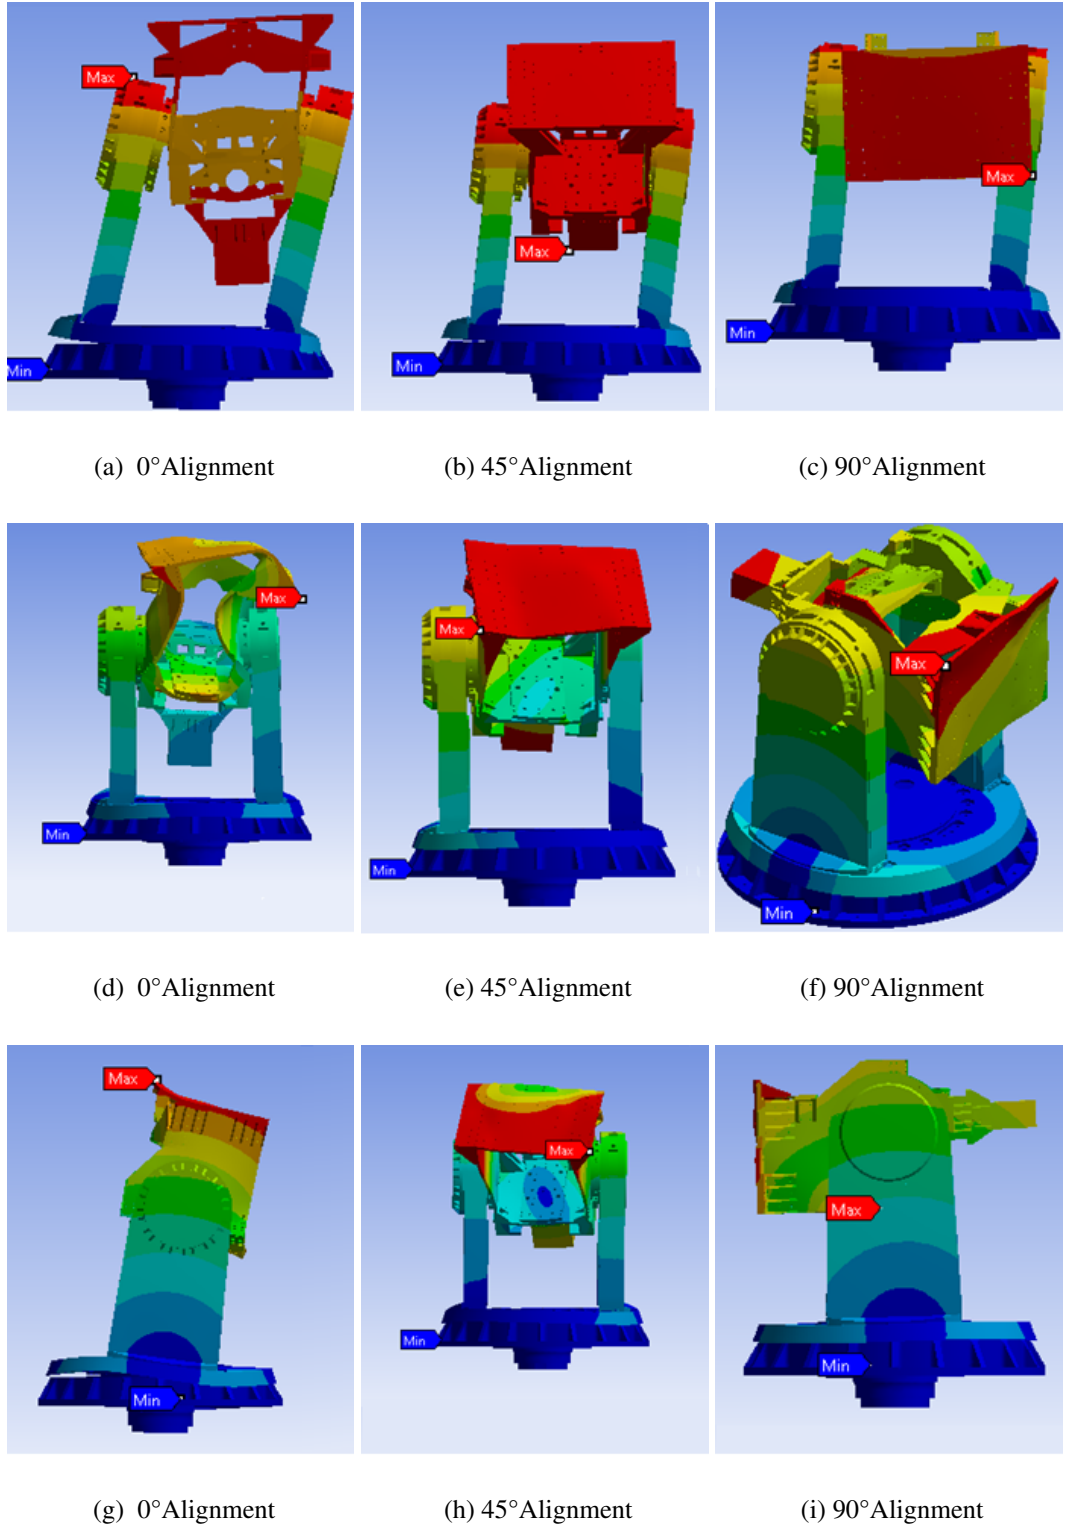 Max
Min
Max
Min
Max
Min
(a) 0°Alignment
(b) 45°Alignment
(c) 90°Alignment
Max
Min
Max
Min
Max
Min
(d) 0°Alignment
(e) 45°Alignment
(f) 90°Alignment
Max
Min
Max
Min
Max
Min
(g) 0°Alignment
(h) 45°Alignment
(i) 90°Alignment